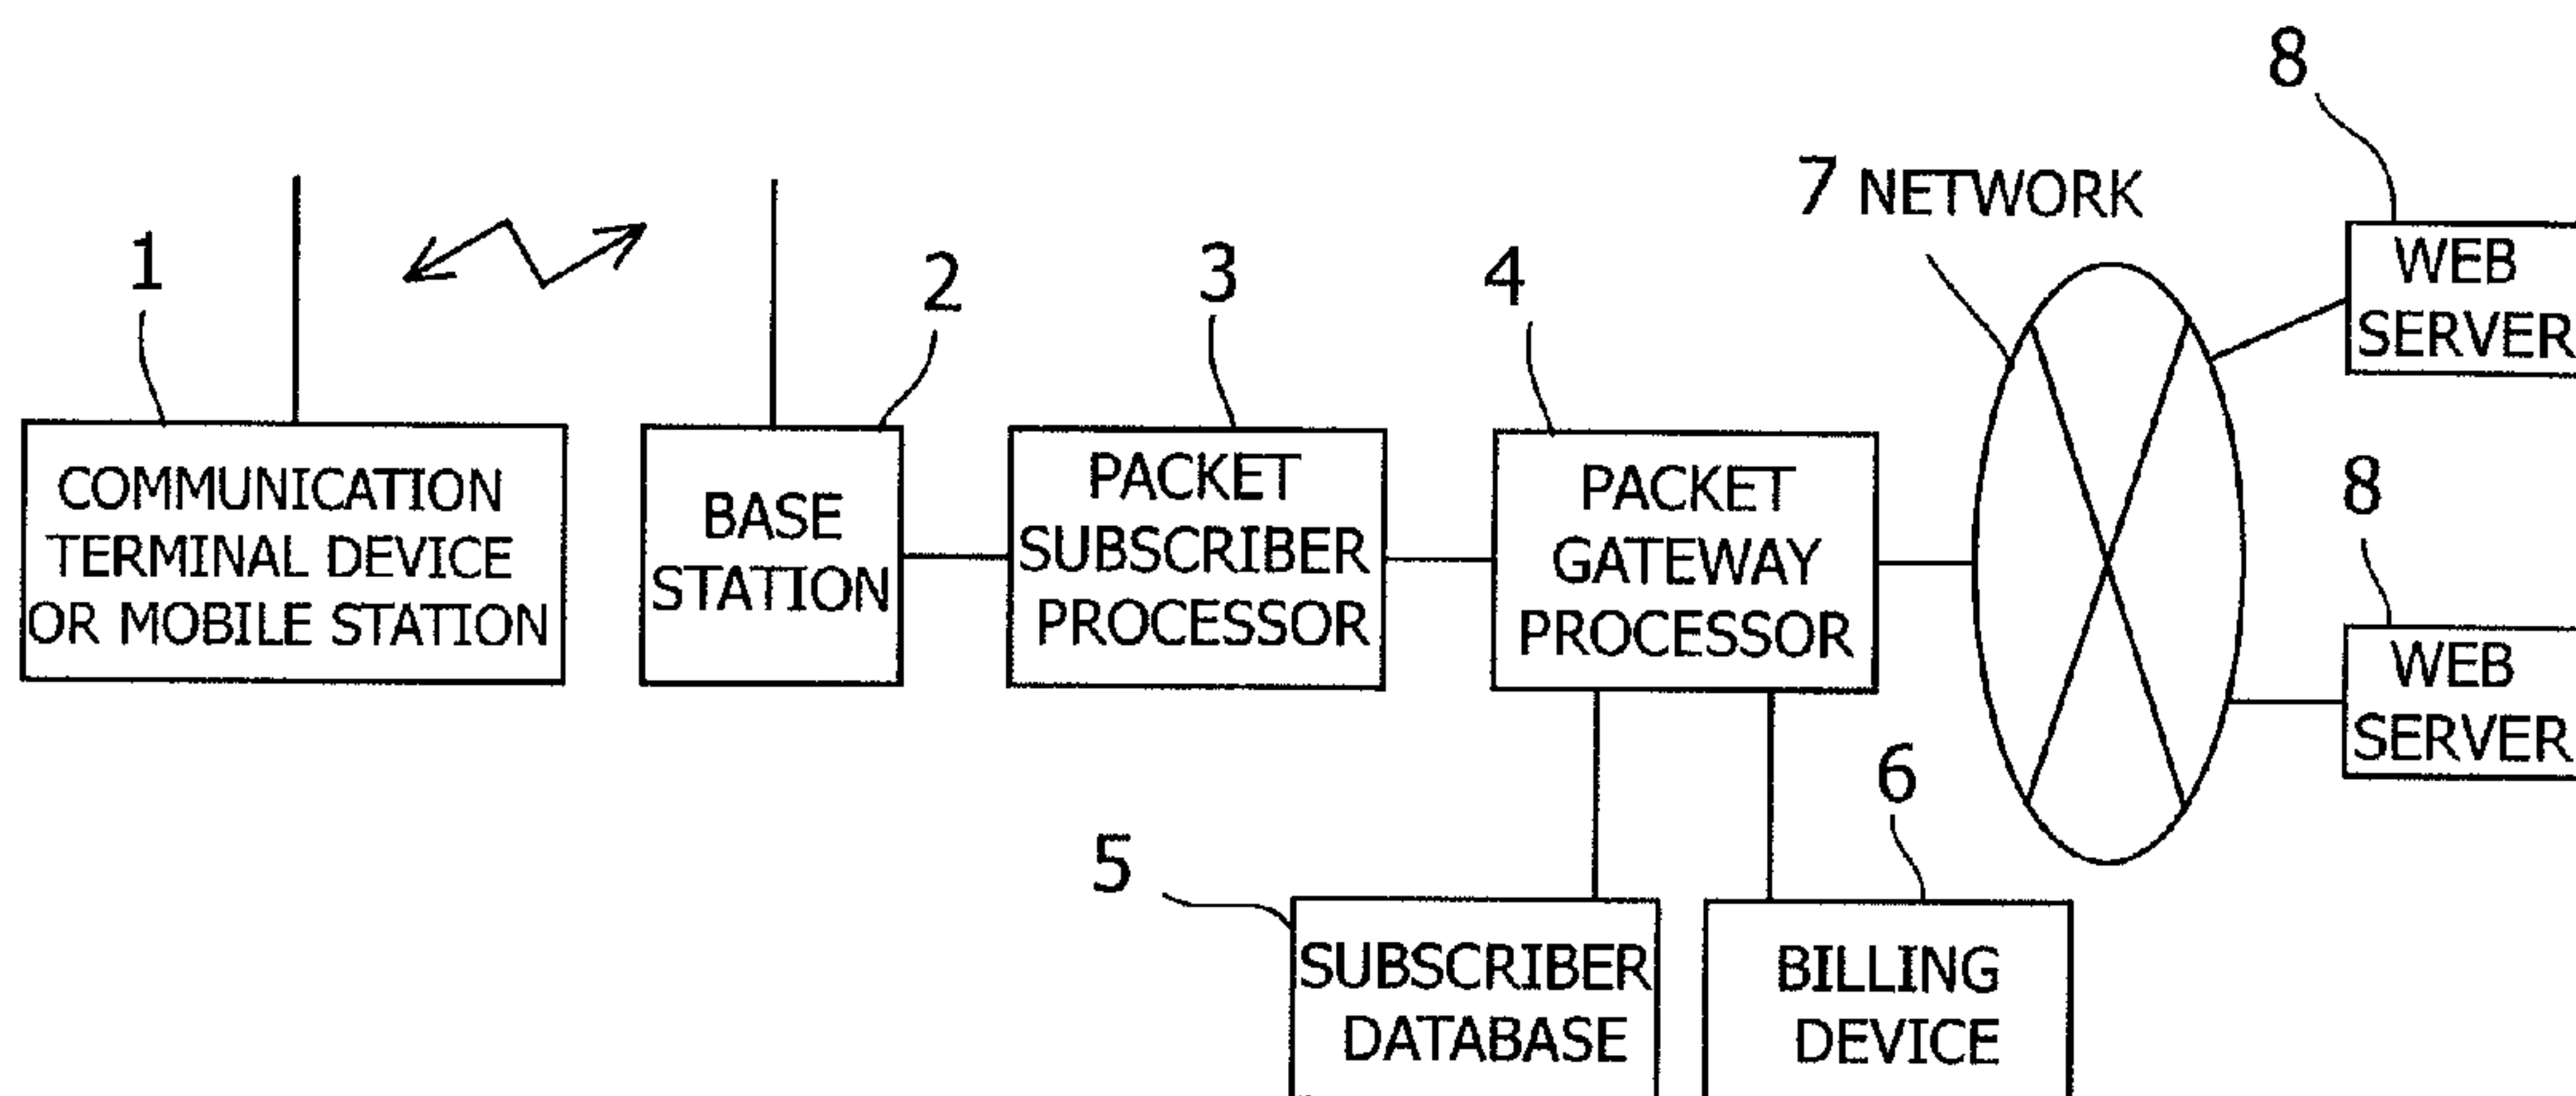 8
7 NETWORK
WEB
SERVER
1
2
3
4
COMMUNICATION
TERMINAL DEVICE
OR MOBILE STATION
BASE
STATION
PACKET
SUBSCRIBER
PROCESSOR
PACKET
GATEWAY
PROCESSOR
8
WEB
SERVER
5
SUBSCRIBER
DATABASE
6
BILLING
DEVICE